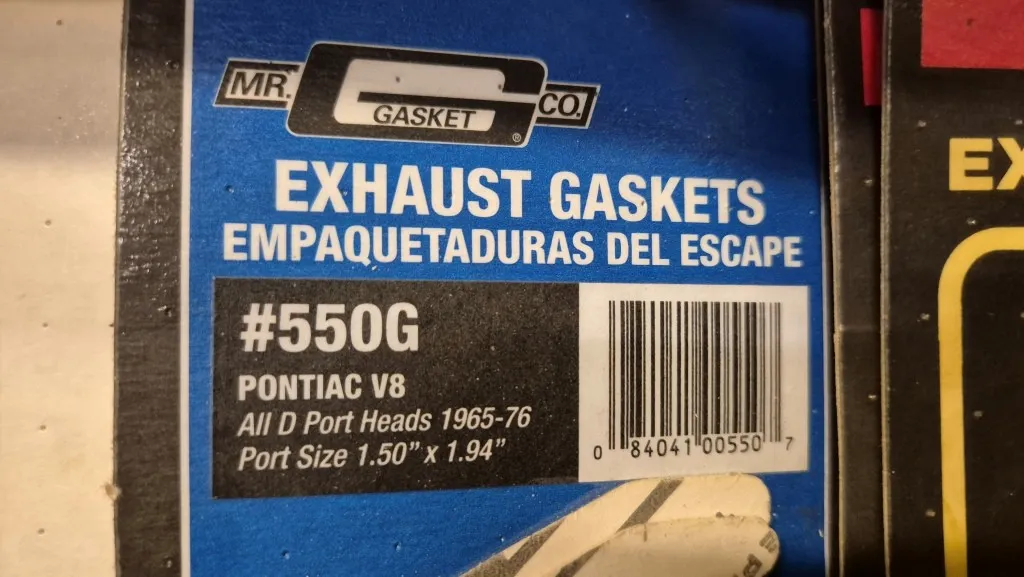 MR. GASKET CO.
®
EXHAUST GASKETS
EMPAQUETADURAS DEL ESCAPE
#550G
PONTIAC V8
All D Port Heads 1965-76
Port Size 1.50” x 1.94”
0 84041 00550 7
EX